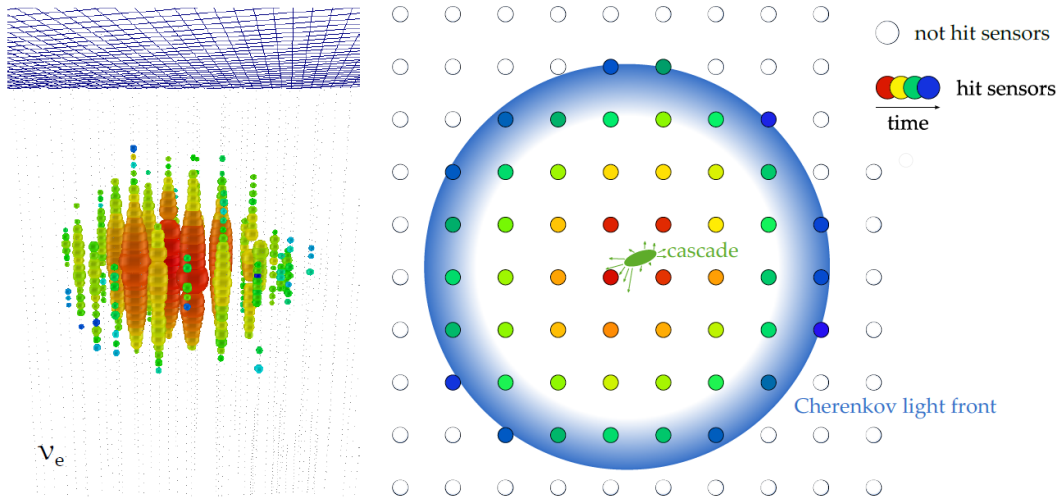 not hit sensors
hit sensors
time
cascade
Cherenkov light front
νe